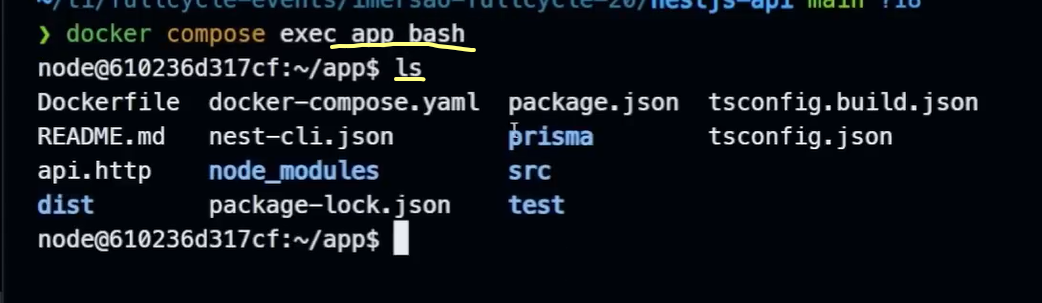 ~/ti/fullcycle-events/imersao-fullcycle-20/nestjs-api main !18
❯ docker compose exec app bash
node@610236d317cf:~/app$ ls
Dockerfile docker-compose.yaml package.json tsconfig.build.json
README.md nest-cli.json prisma tsconfig.json
api.http node_modules src
dist package-lock.json test
node@610236d317cf:~/app$